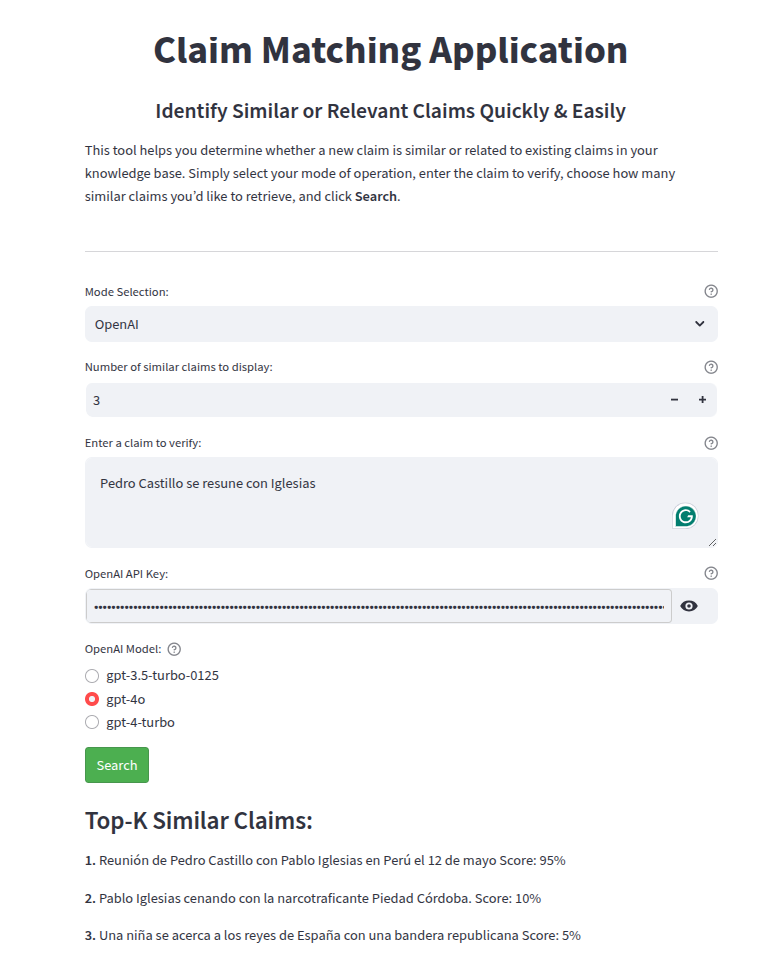 Claim Matching Application
Identify Similar or Relevant Claims Quickly & Easily
This tool helps you determine whether a new claim is similar or related to existing claims in your
knowledge base. Simply select your mode of operation, enter the claim to verify, choose how many
similar claims you’d like to retrieve, and click Search.
Mode Selection:
OpenAI
Number of similar claims to display:
3
Enter a claim to verify:
Pedro Castillo se resune con Iglesias
OpenAI API Key:
OpenAI Model:
gpt-3.5-turbo-0125
gpt-4o
gpt-4-turbo
Search
Top-K Similar Claims:
1. Reunión de Pedro Castillo con Pablo Iglesias en Perú el 12 de mayo Score: 95%
2. Pablo Iglesias cenando con la narcotraficante Piedad Córdoba. Score: 10%
3. Una niña se acerca a los reyes de España con una bandera republicana Score: 5%